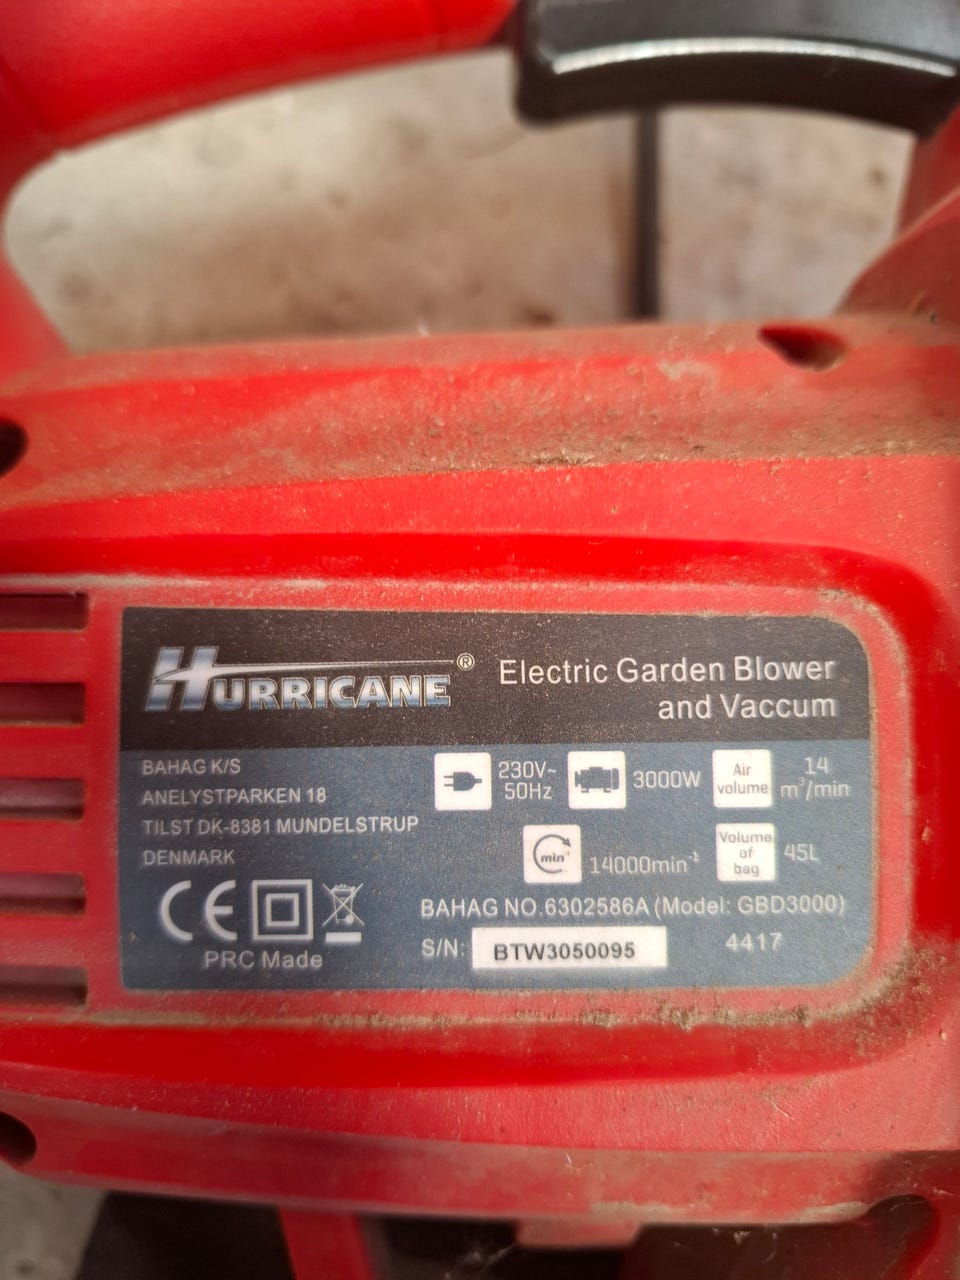 HURRICANE®
Electric Garden Blower
and Vaccum
BAHAG K/S
ANELYSTPARKEN 18
TILST DK-8381 MUNDELSTRUP
DENMARK
230V~
50Hz
3000W
Air
volume
14
m³/min
min⁻¹
14000min⁻¹
Volume
of
bag
45L
CE
PRC Made
BAHAG NO.6302586A (Model: GBD3000)
S/N: BTW3050095
4417